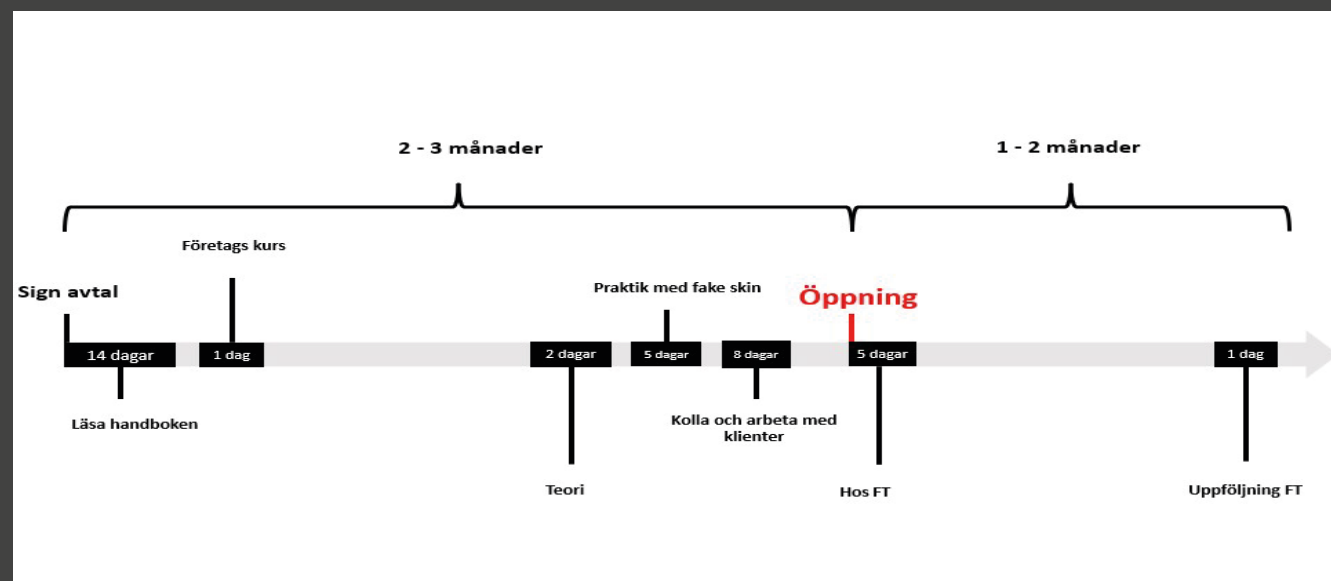 2 - 3 månader
1 - 2 månader
Företags kurs
Sign avtal
Praktik med fake skin
Öppning
14 dagar
1 dag
2 dagar
5 dagar
8 dagar
5 dagar
1 dag
Läsa handboken
Kolla och arbeta med
klienter
Teori
Hos FT
Uppföljning FT